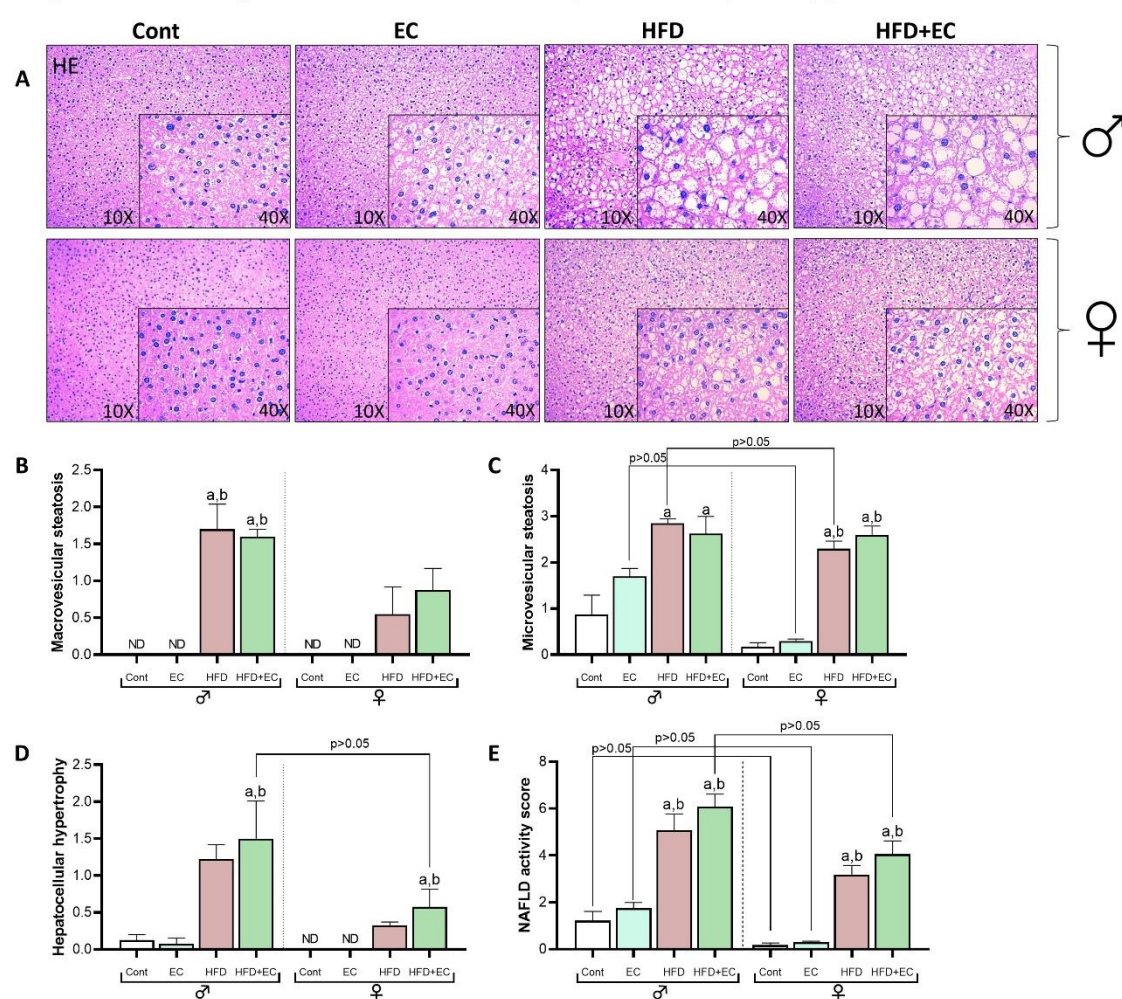 Cont EC HFD HFD+EC
A
HE
10X 40X 10X 40X 10X 40X 10X 40X
♂
10X 40X 10X 40X 10X 40X 10X 40X
♀
B
Macrovesicular steatosis
2.5
2.0
1.5
1.0
0.5
0.0
ND ND a,b a,b ND ND
Cont EC HFD HFD+EC Cont EC HFD HFD+EC
♂ ♀
C
Microvesicular steatosis
p>0.05
p>0.05
4
3
2
1
0
a a a,b a,b
Cont EC HFD HFD+EC Cont EC HFD HFD+EC
♂ ♀
D
Hepatocellular hypertrophy
p>0.05
2.5
2.0
1.5
1.0
0.5
0.0
a,b ND ND a,b
Cont EC HFD HFD+EC Cont EC HFD HFD+EC
♂ ♀
E
NAFLD activity score
p>0.05
p>0.05 p>0.05
8
6
4
2
0
a,b a,b a,b a,b
Cont EC HFD HFD+EC Cont EC HFD HFD+EC
♂ ♀